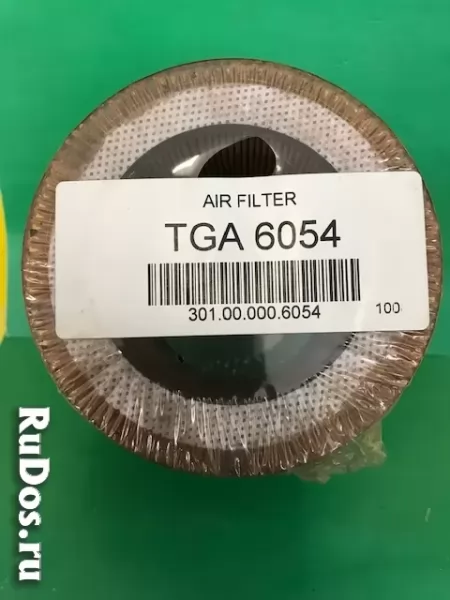 AIR FILTER
TGA 6054
301.00.000.6054
100
RuDos.ru